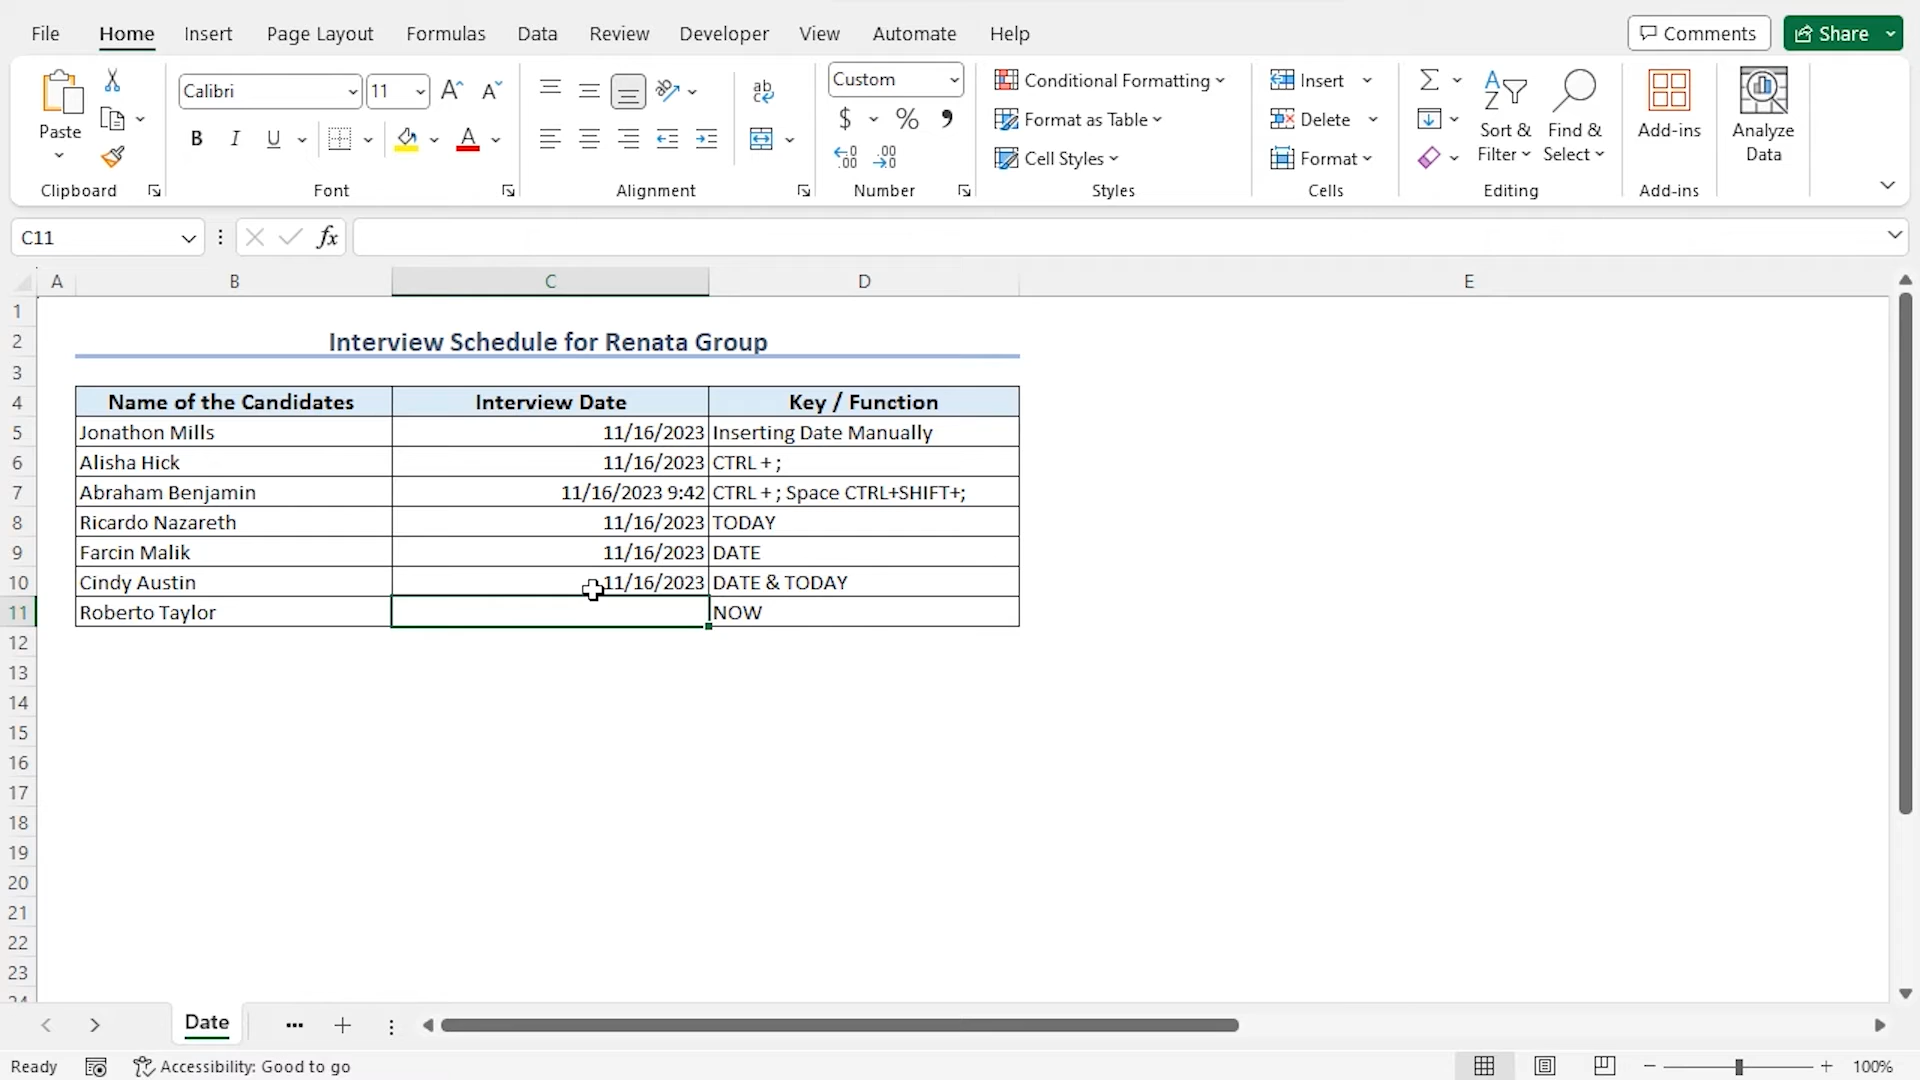 File Home Insert Page Layout Formulas Data Review Developer View Automate Help Comments Share
Calibri 11 A^ Aˇ ab c Custom Conditional Formatting Insert Σ A Z
Paste B I U A $ % 9 Format as Table Delete Sort & Filter Find & Select Add-ins Analyze Data
.00 .00 Cell Styles Format
Clipboard Font Alignment Number Styles Cells Editing Add-ins
C11 fx
A B C D E
1
2 Interview Schedule for Renata Group
3
4 Name of the Candidates Interview Date Key / Function
5 Jonathon Mills 11/16/2023 Inserting Date Manually
6 Alisha Hick 11/16/2023 CTRL + ;
7 Abraham Benjamin 11/16/2023 9:42 CTRL + ; Space CTRL+SHIFT+;
8 Ricardo Nazareth 11/16/2023 TODAY
9 Farcin Malik 11/16/2023 DATE
10 Cindy Austin 11/16/2023 DATE & TODAY
11 Roberto Taylor NOW
12
13
14
15
16
17
18
19
20
21
22
23
Date ... +
Ready Accessibility: Good to go − + 100%